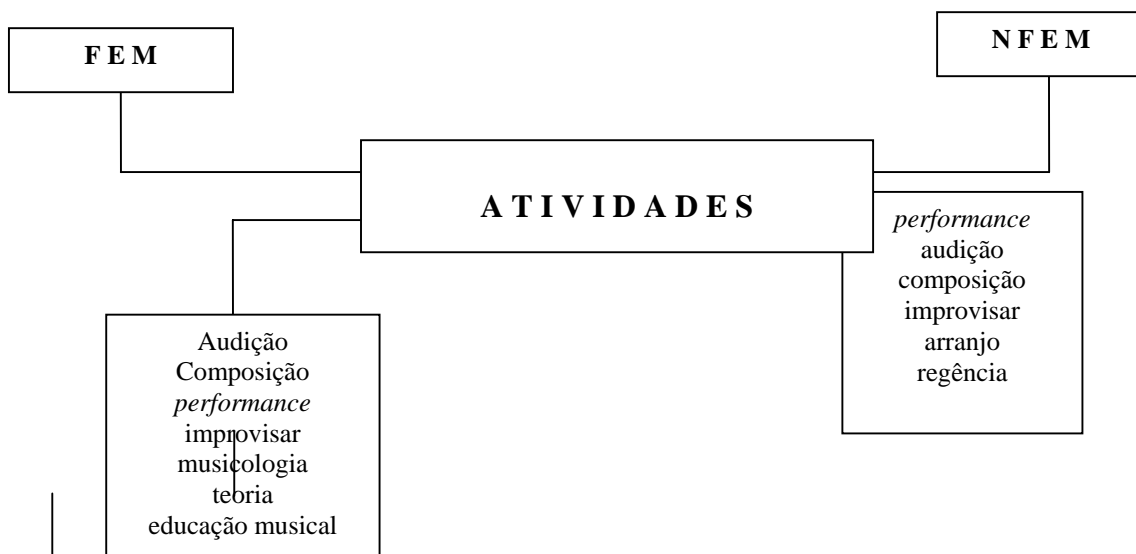 F E M
N F E M
A T I V I D A D E S
performance
audição
composição
improvisar
arranjo
regência
Audição
Composição
performance
improvisar
musicologia
teoria
educação musical